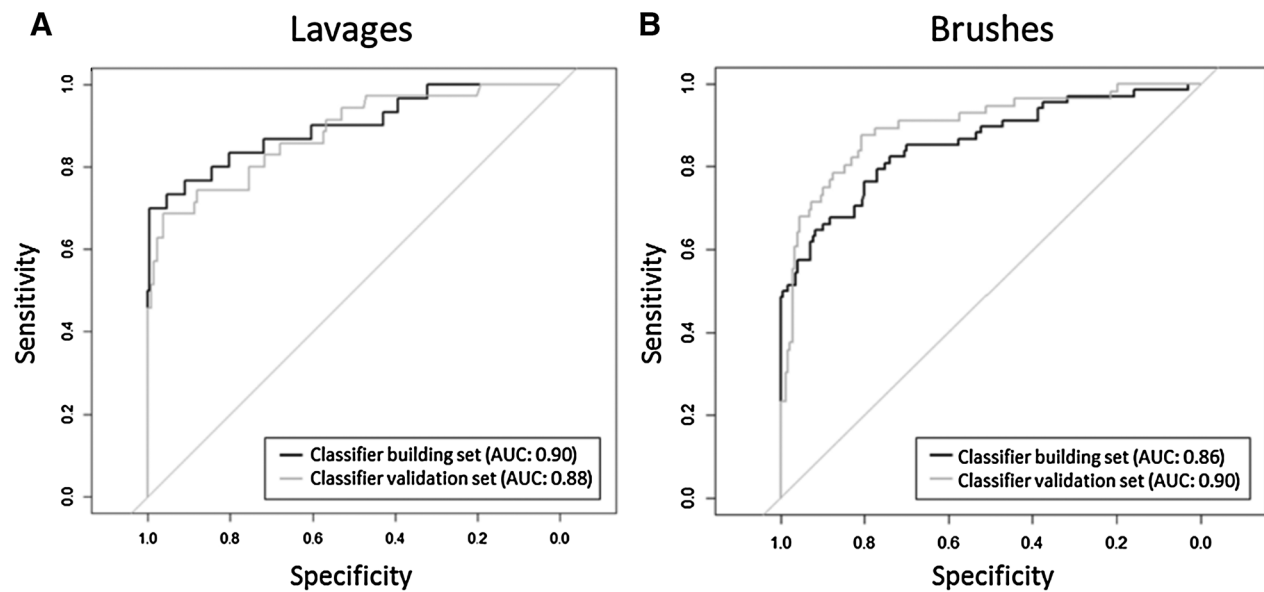 A
Lavages
Sensitivity
1.0
0.8
0.6
0.4
0.2
0.0
Classifier building set (AUC: 0.90)
Classifier validation set (AUC: 0.88)
1.0 0.8 0.6 0.4 0.2 0.0
Specificity
B
Brushes
Sensitivity
1.0
0.8
0.6
0.4
0.2
0.0
Classifier building set (AUC: 0.86)
Classifier validation set (AUC: 0.90)
1.0 0.8 0.6 0.4 0.2 0.0
Specificity